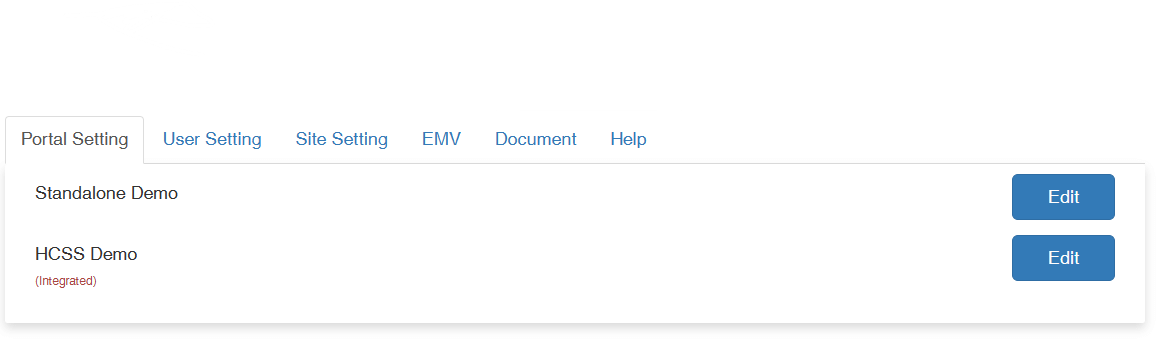 Portal Setting User Setting Site Setting EMV Document Help
Standalone Demo Edit
HCSS Demo Edit
(Integrated)